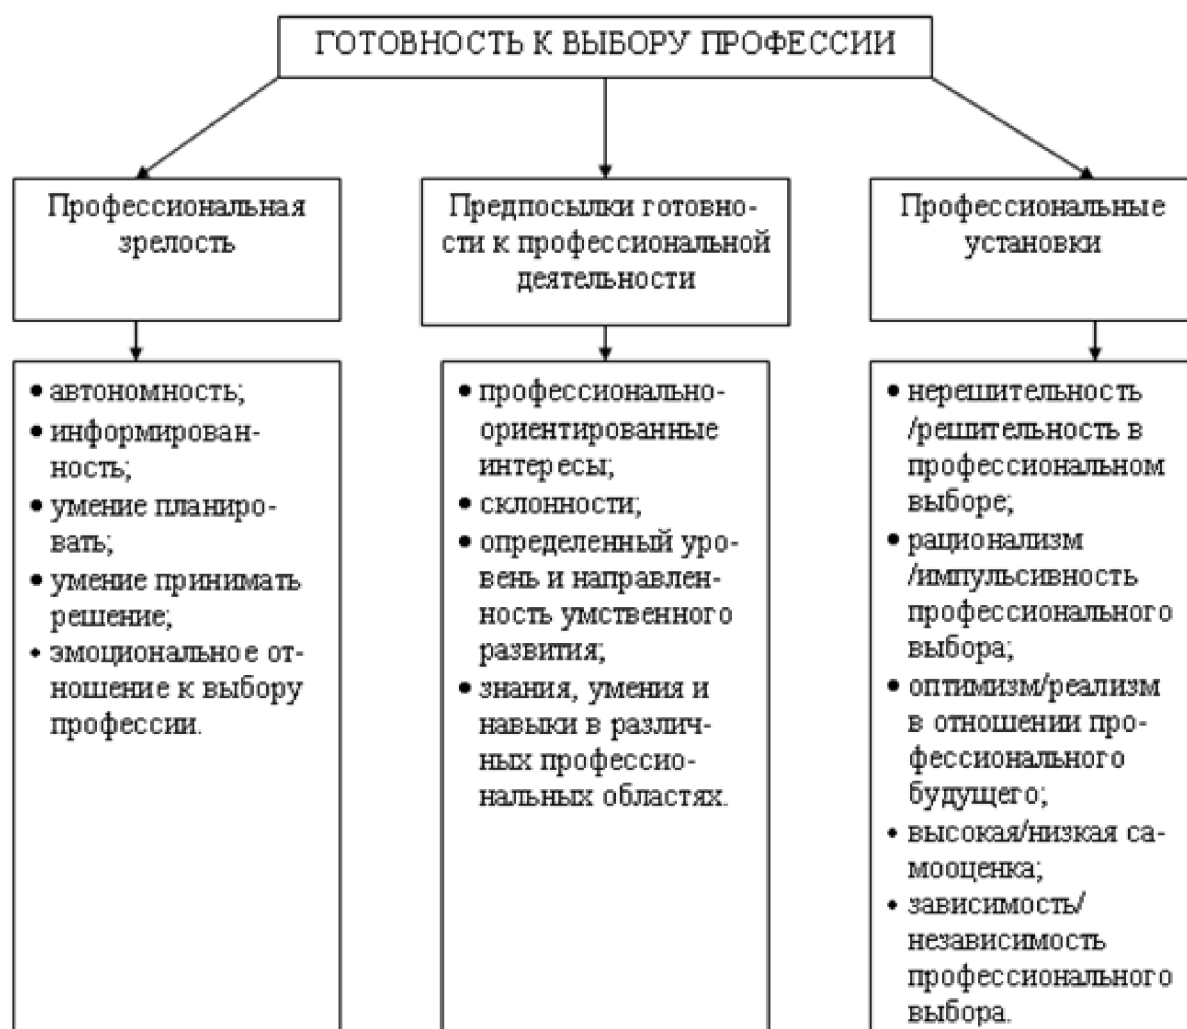 ГОТОВНОСТЬ К ВЫБОРУ ПРОФЕССИИ
Профессиональная
зрелость
Предпосылки готовно-
сти к профессиональной
деятельности
Профессиональные
установки
• автономность;
• информирован-
ность;
• умение планиро-
вать;
• умение принимать
решение;
• эмоциональное от-
ношение к выбору
профессии.
• профессионально-
ориентированные
интересы;
• склонности;
• определенный уро-
вень и направлен-
ность умственного
развития;
• знания, умения и
навыки в различ-
ных профессио-
нальных областях.
• нерешительность
/решительность в
профессиональном
выборе;
• рационализм
/импульсивность
профессионального
выбора;
• оптимизм/реализм
в отношении про-
фессионального
будущего;
• высокая/низкая са-
мооценка;
• зависимость/
независимость
профессионального
выбора.